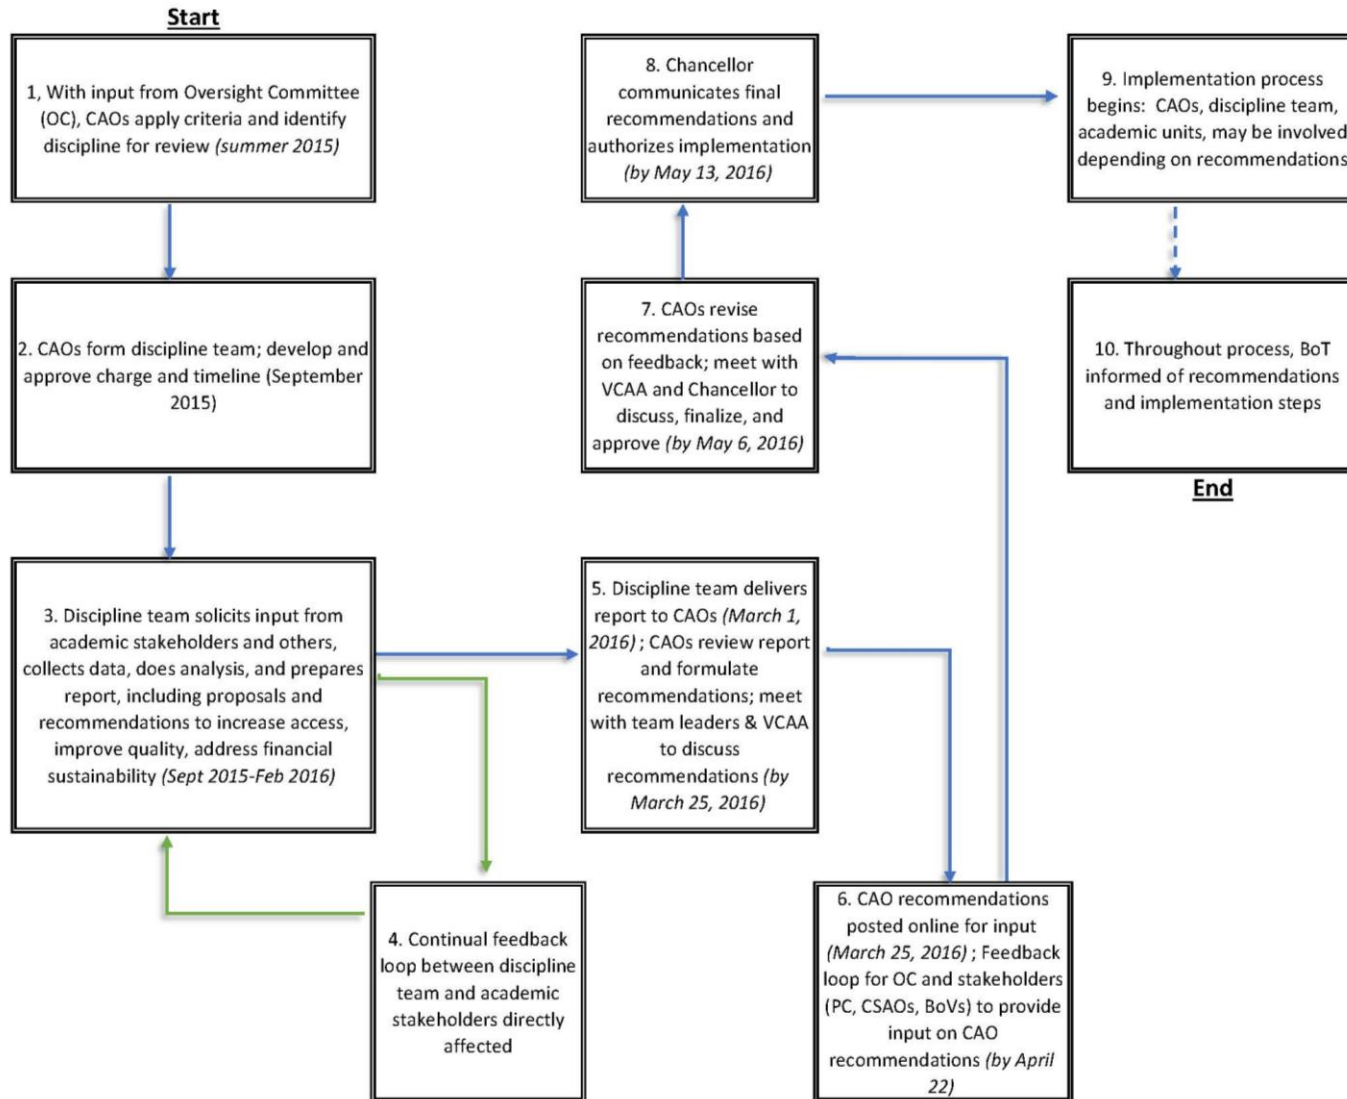 Start
1, With input from Oversight Committee
(OC), CAOs apply criteria and identify
discipline for review (summer 2015)
2. CAOs form discipline team; develop and
approve charge and timeline (September
2015)
3. Discipline team solicits input from
academic stakeholders and others,
collects data, does analysis, and prepares
report, including proposals and
recommendations to increase access,
improve quality, address financial
sustainability (Sept 2015-Feb 2016)
4. Continual feedback
loop between discipline
team and academic
stakeholders directly
affected
5. Discipline team delivers
report to CAOs (March 1,
2016) ; CAOs review report
and formulate
recommendations; meet
with team leaders & VCAA
to discuss
recommendations (by
March 25, 2016)
6. CAO recommendations
posted online for input
(March 25, 2016) ; Feedback
loop for OC and stakeholders
(PC, CSAOs, BoVs) to provide
input on CAO
recommendations (by April
22)
7. CAOs revise
recommendations based
on feedback; meet with
VCAA and Chancellor to
discuss, finalize, and
approve (by May 6, 2016)
8. Chancellor
communicates final
recommendations and
authorizes implementation
(by May 13, 2016)
9. Implementation process
begins:  CAOs, discipline team,
academic units, may be involved
depending on recommendations
10. Throughout process, BoT
informed of recommendations
and implementation steps
End